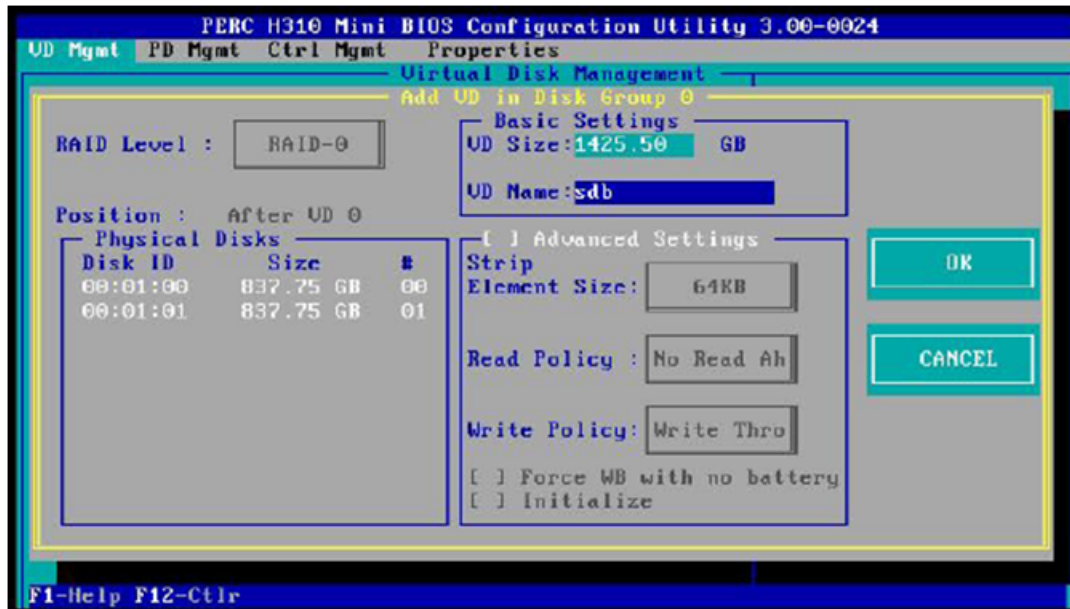 PERC H310 Mini BIOS Configuration Utility 3.00-0024
VD Mgmt PD Mgmt Ctrl Mgmt Properties
Virtual Disk Management
Add VD in Disk Group 0
RAID Level : RAID-0
Basic Settings
VD Size:1425.50 GB
VD Name:sdb
Position : After VD 0
Physical Disks
Disk ID Size #
00:01:00 837.75 GB 00
00:01:01 837.75 GB 01
[ ] Advanced Settings
Strip
Element Size: 64KB
Read Policy : No Read Ah
Write Policy: Write Thro
[ ] Force WB with no battery
[ ] Initialize
OK
CANCEL
F1-Help F12-Ctlr